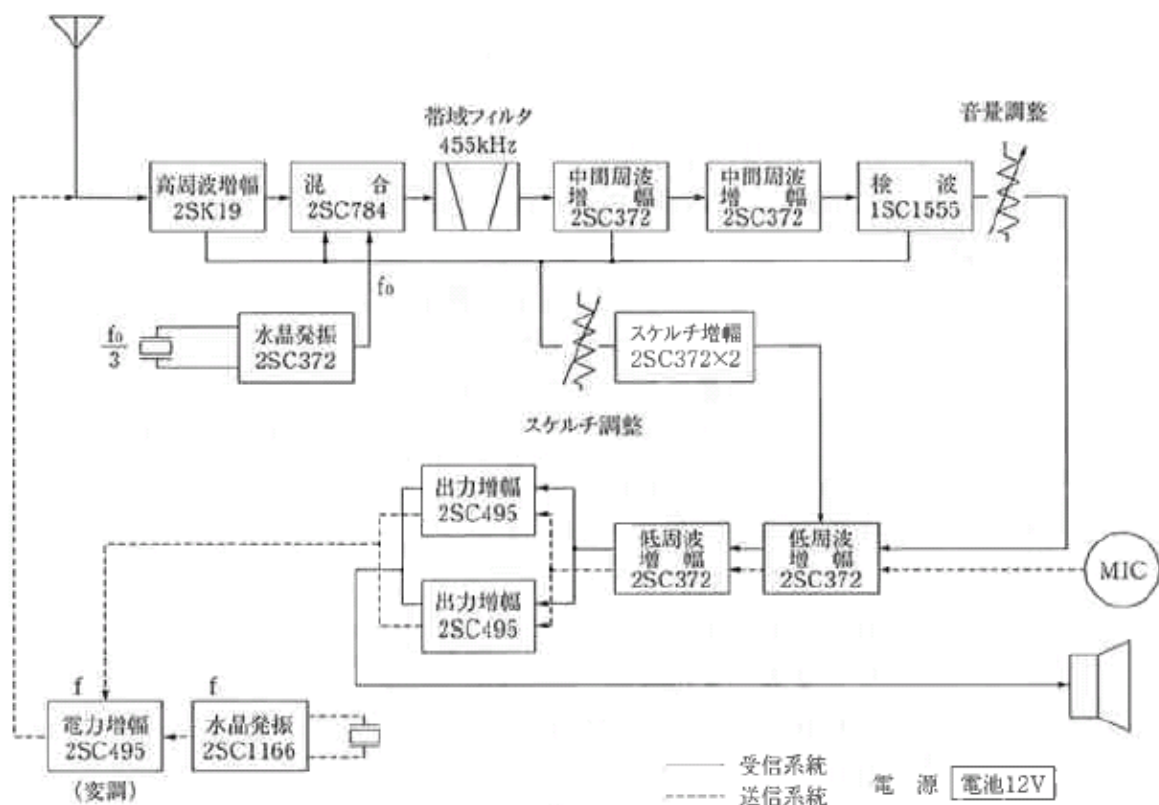 帯域フィルタ
455kHz
音量調整
高周波増幅
2SK19
混　合
2SC784
中間周波
増　幅
2SC372
中間周波
増　幅
2SC372
検　波
1SC1555
f₀
f₀
3
水晶発振
2SC372
スケルチ増幅
2SC372×2
スケルチ調整
出力増幅
2SC495
低周波
増　幅
2SC372
低周波
増　幅
2SC372
MIC
出力増幅
2SC495
f
f
電力増幅
2SC495
水晶発振
2SC1166
(変調)
受信系統
送信系統
電　源
電池12V